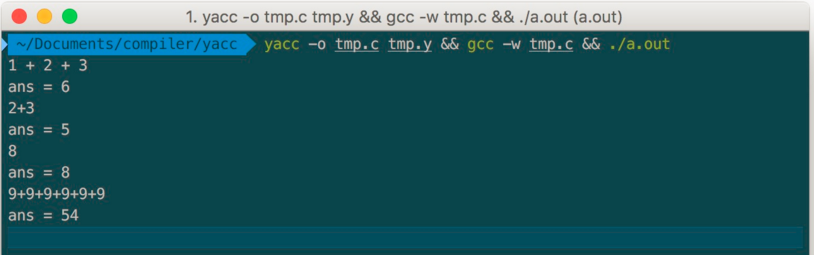 1. yacc -o tmp.c tmp.y && gcc -w tmp.c && ./a.out (a.out)
~/Documents/compiler/yacc yacc -o tmp.c tmp.y && gcc -w tmp.c && ./a.out
1 + 2 + 3
ans = 6
2+3
ans = 5
8
ans = 8
9+9+9+9+9+9
ans = 54